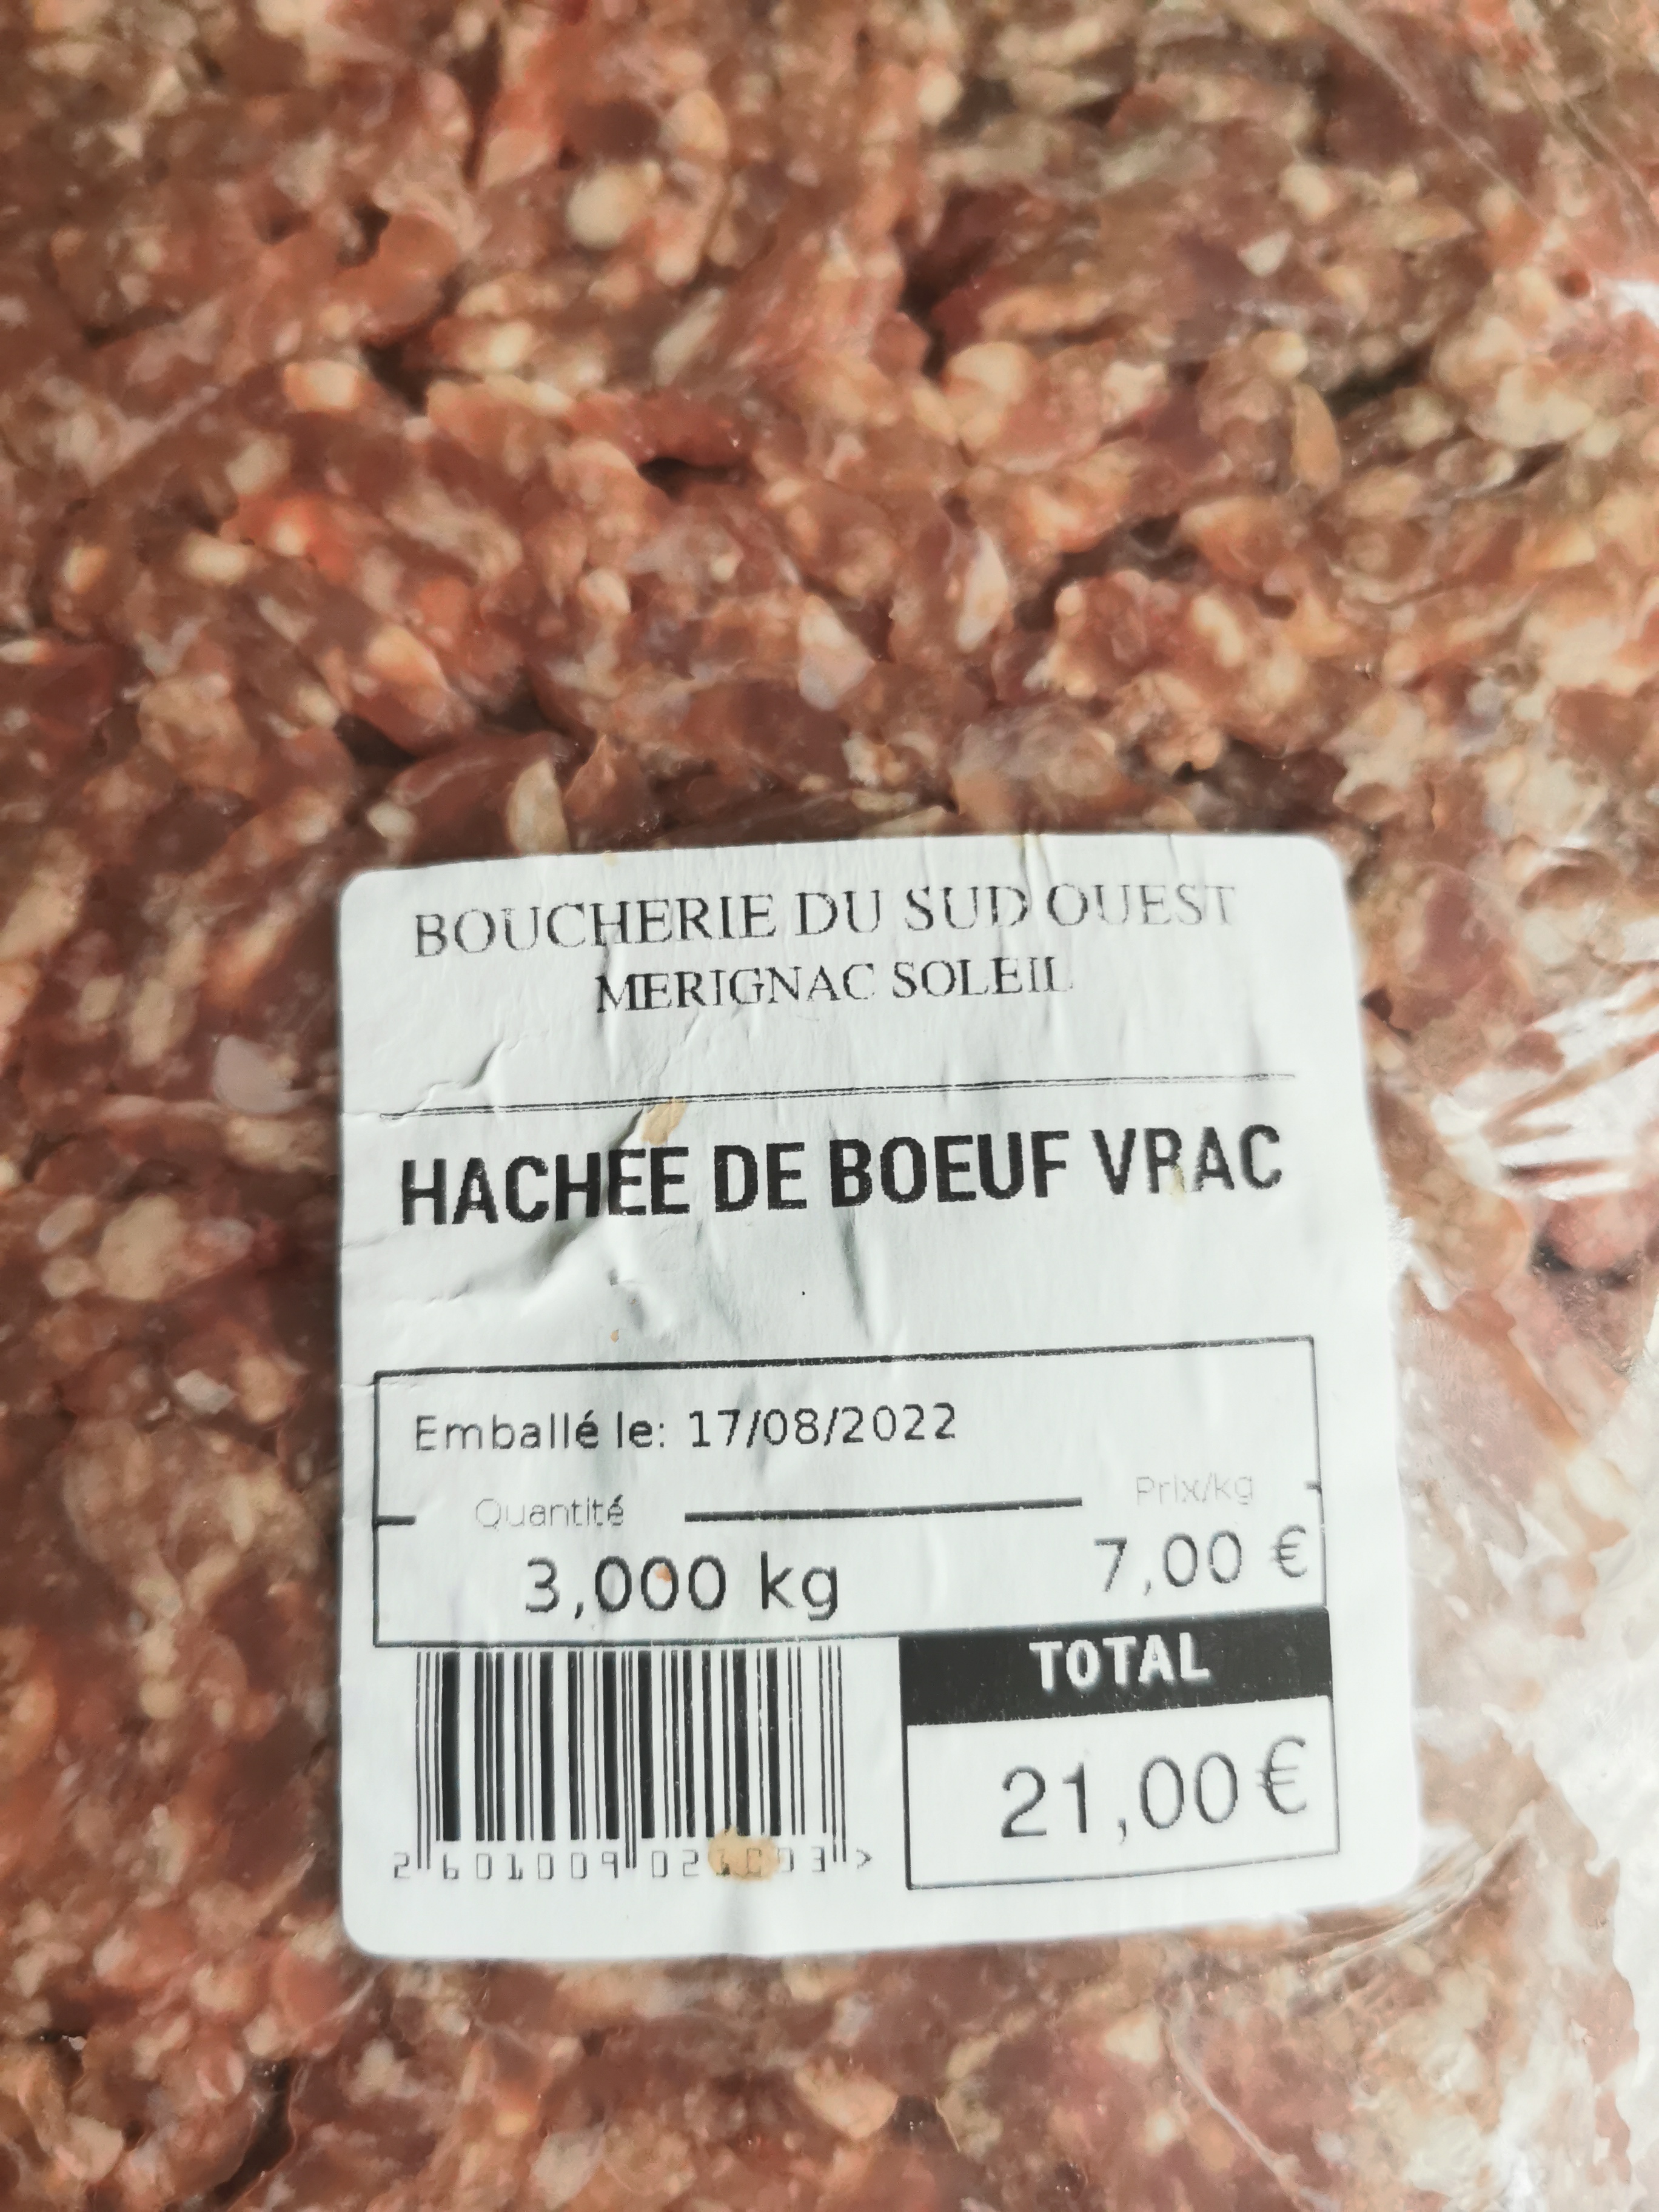 BOUCHERIE DU SUD OUEST
MERIGNAC SOLEIL
HACHEE DE BOEUF VRAC
Emballé le: 17/08/2022
Quantité Prix/kg
3,000 kg 7,00 €
TOTAL
21,00 €